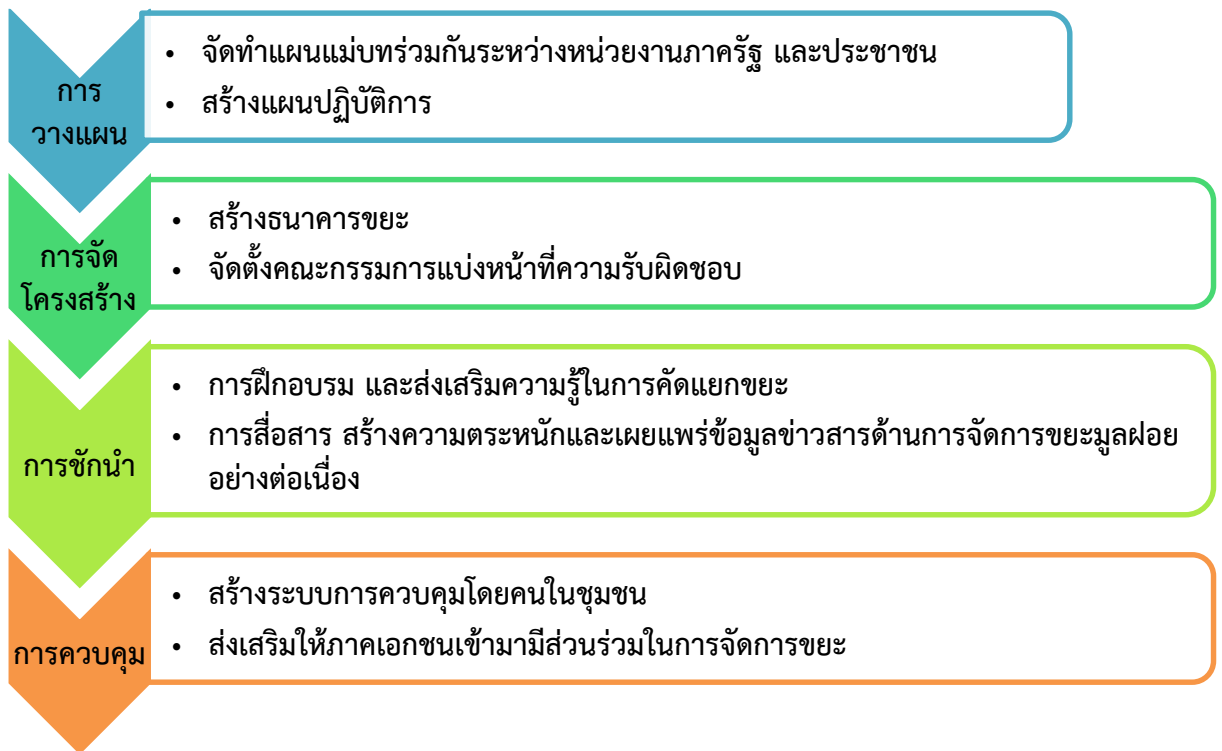 การ
วางแผน
• จัดทำแผนแม่บทร่วมกันระหว่างหน่วยงานภาครัฐ และประชาชน
• สร้างแผนปฏิบัติการ
การจัด
โครงสร้าง
• สร้างธนาคารขยะ
• จัดตั้งคณะกรรมการแบ่งหน้าที่ความรับผิดชอบ
การชักนำ
• การฝึกอบรม และส่งเสริมความรู้ในการคัดแยกขยะ
• การสื่อสาร สร้างความตระหนักและเผยแพร่ข้อมูลข่าวสารด้านการจัดการขยะมูลฝอย
อย่างต่อเนื่อง
การควบคุม
• สร้างระบบการควบคุมโดยคนในชุมชน
• ส่งเสริมให้ภาคเอกชนเข้ามามีส่วนร่วมในการจัดการขยะ